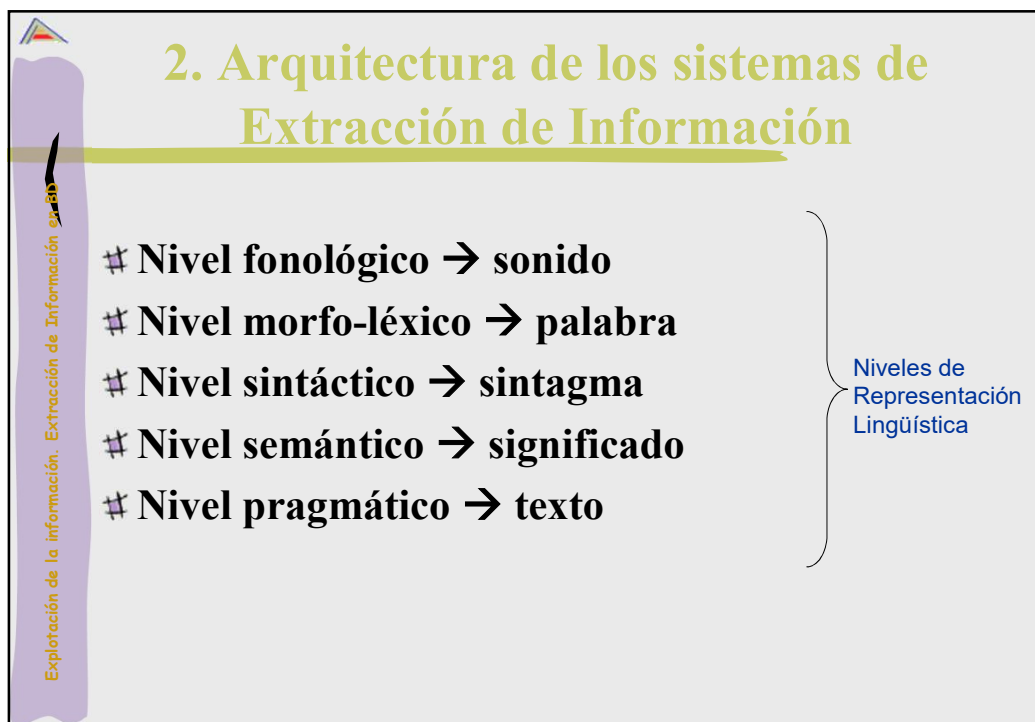 2. Arquitectura de los sistemas de
Extracción de Información
Nivel fonológico → sonido
Nivel morfo-léxico → palabra
Nivel sintáctico → sintagma
Nivel semántico → significado
Nivel pragmático → texto
Niveles de
Representación
Lingüística
Explotación de la información. Extracción de Información en BD